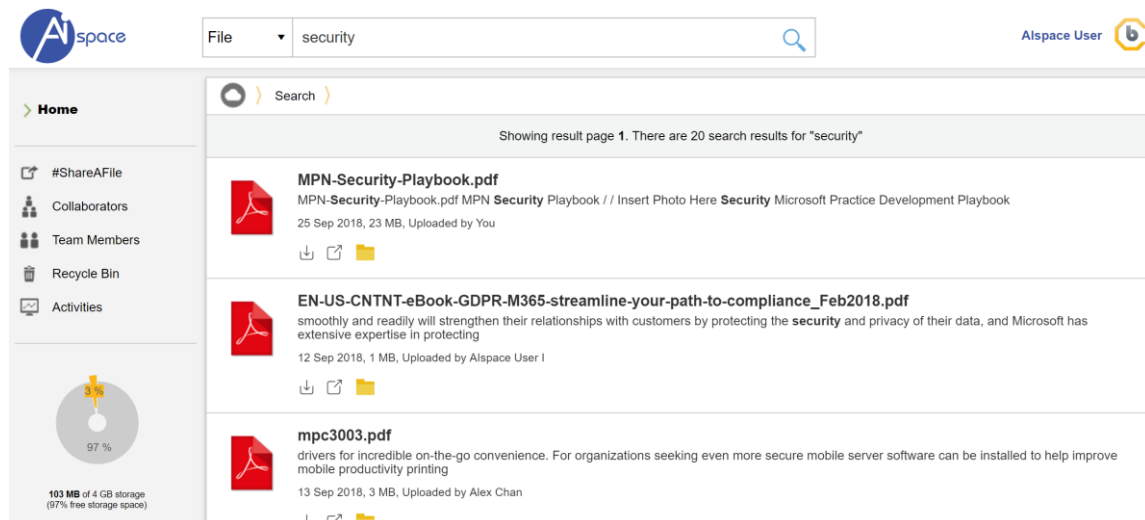 Aispace
File
security
AIspace User
b
Home
Search
Showing result page 1. There are 20 search results for "security"
#ShareAFile
Collaborators
Team Members
Recycle Bin
Activities
3 %
97 %
103 MB of 4 GB storage
(97% free storage space)
MPN-Security-Playbook.pdf
MPN-Security-Playbook.pdf MPN Security Playbook / / Insert Photo Here Security Microsoft Practice Development Playbook
25 Sep 2018, 23 MB, Uploaded by You
EN-US-CNTNT-eBook-GDPR-M365-streamline-your-path-to-compliance_Feb2018.pdf
smoothly and readily will strengthen their relationships with customers by protecting the security and privacy of their data, and Microsoft has
extensive expertise in protecting
12 Sep 2018, 1 MB, Uploaded by AIspace User I
mpc3003.pdf
drivers for incredible on-the-go convenience. For organizations seeking even more secure mobile server software can be installed to help improve
mobile productivity printing
13 Sep 2018, 3 MB, Uploaded by Alex Chan